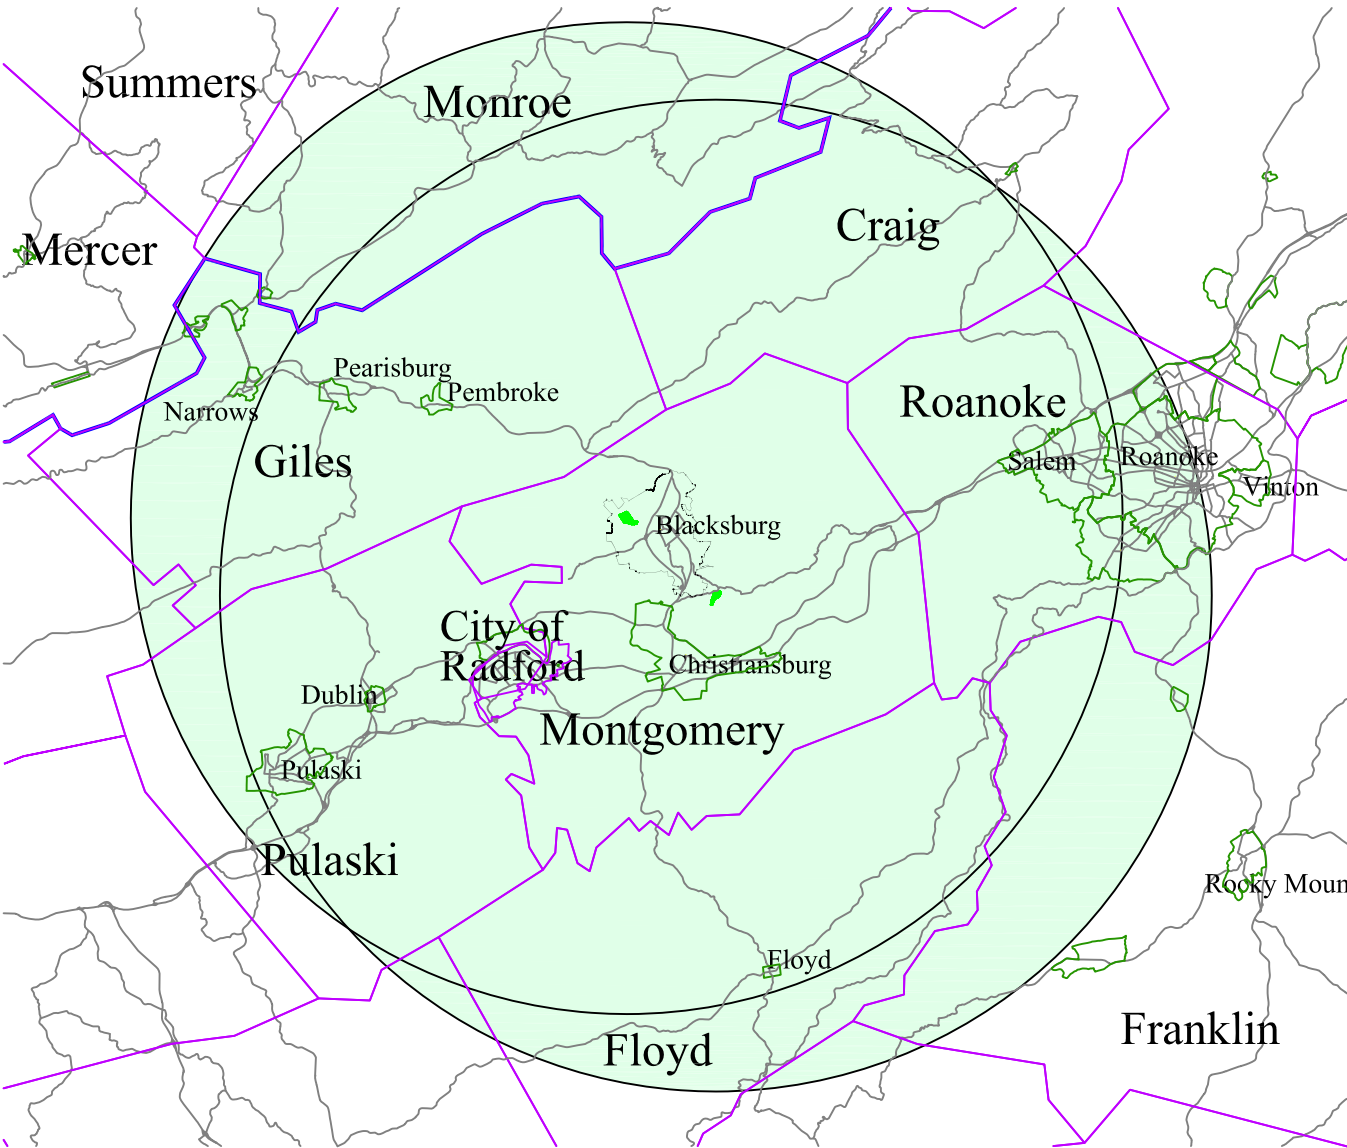 Summers
Monroe
Mercer
Craig
Pearisburg
Pembroke
Narrows
Roanoke
Giles
Salem
Roanoke
Vinton
Blacksburg
City of
Radford
Christiansburg
Dublin
Montgomery
Pulaski
Pulaski
Rocky Moun
Floyd
Franklin
Floyd